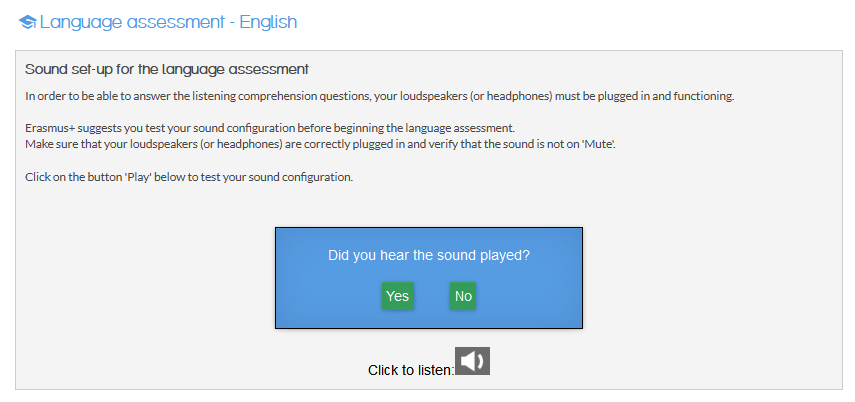 Language assessment - English
Sound set-up for the language assessment
In order to be able to answer the listening comprehension questions, your loudspeakers (or headphones) must be plugged in and functioning.
Erasmus+ suggests you test your sound configuration before beginning the language assessment.
Make sure that your loudspeakers (or headphones) are correctly plugged in and verify that the sound is not on 'Mute'.
Click on the button 'Play' below to test your sound configuration.
Did you hear the sound played?
Yes No
Click to listen: